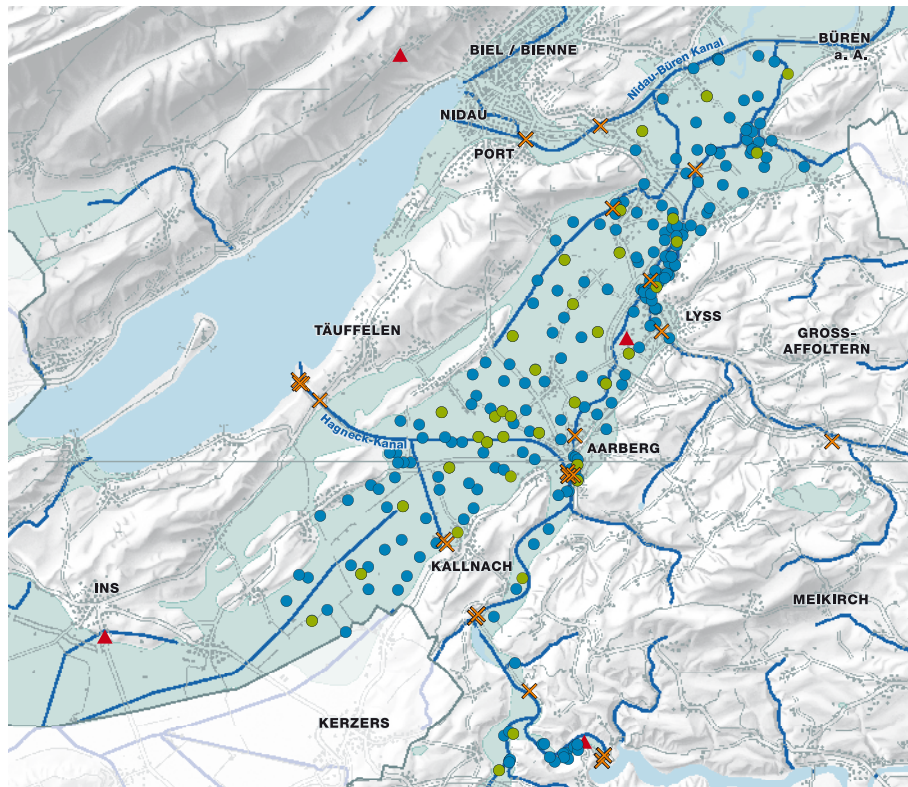 BIEL / BIENNE
BÜREN
a. A.
Nidau-Büren Kanal
NIDAU
PORT
TÄUFFELEN
LYSS
GROSS-
AFFOLTERN
Hagneck-Kanal
AARBERG
KALLNACH
INS
MEIKIRCH
KERZERS